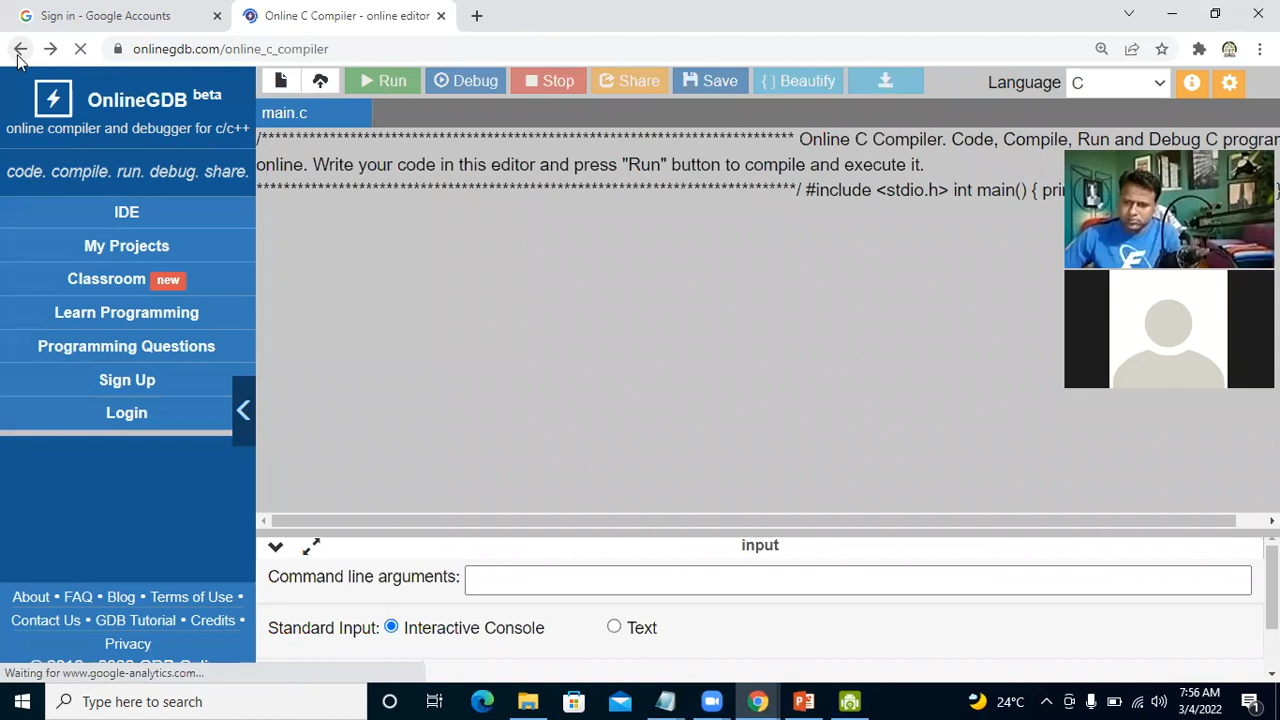 Sign in - Google Accounts
Online C Compiler - online editor
onlinegdb.com/online_c_compiler
OnlineGDB beta
online compiler and debugger for c/c++
code. compile. run. debug. share.
IDE
My Projects
Classroom new
Learn Programming
Programming Questions
Sign Up
Login
About • FAQ • Blog • Terms of Use •
Contact Us • GDB Tutorial • Credits •
Privacy
Run Debug Stop Share Save { } Beautify
Language C
main.c
/******************************************************************************* Online C Compiler. Code, Compile, Run and Debug C program
online. Write your code in this editor and press "Run" button to compile and execute it.
*******************************************************************************/ #include <stdio.h> int main() {
input
Command line arguments:
Standard Input: Interactive Console Text
Waiting for www.google-analytics.com...
Type here to search
24°C
7:56 AM
3/4/2022
1